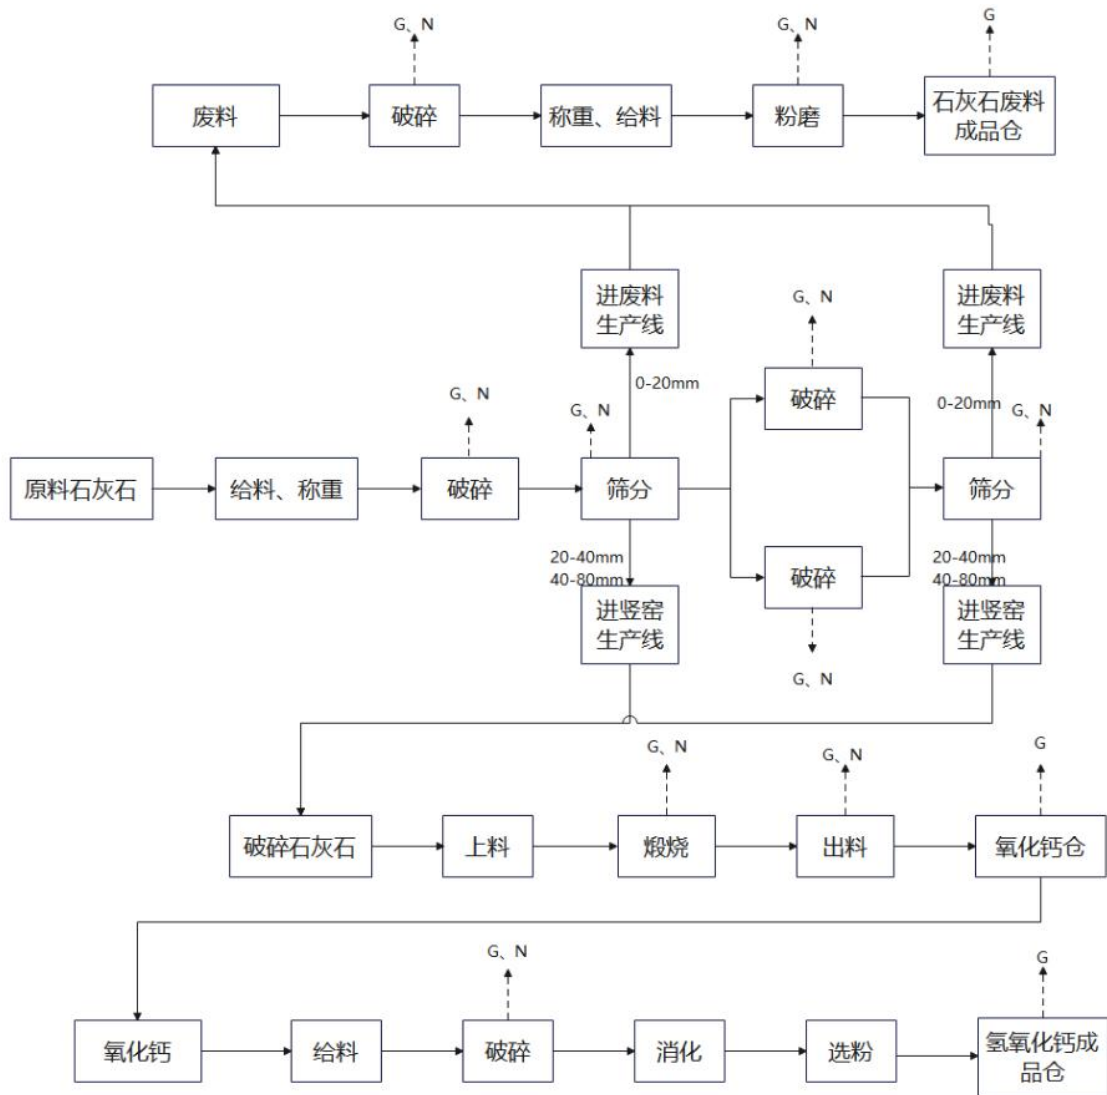 G、N
G、N
G
废料
破碎
称重、给料
粉磨
石灰石废料
成品仓
进废料
生产线
G、N
进废料
生产线
0-20mm
破碎
0-20mm
G、N
G、N
G、N
原料石灰石
给料、称重
破碎
筛分
筛分
20-40mm
40-80mm
破碎
20-40mm
40-80mm
进竖窑
生产线
进竖窑
生产线
G、N
G、N
G、N
G
破碎石灰石
上料
煅烧
出料
氧化钙仓
G、N
G
氧化钙
给料
破碎
消化
选粉
氢氧化钙成
品仓